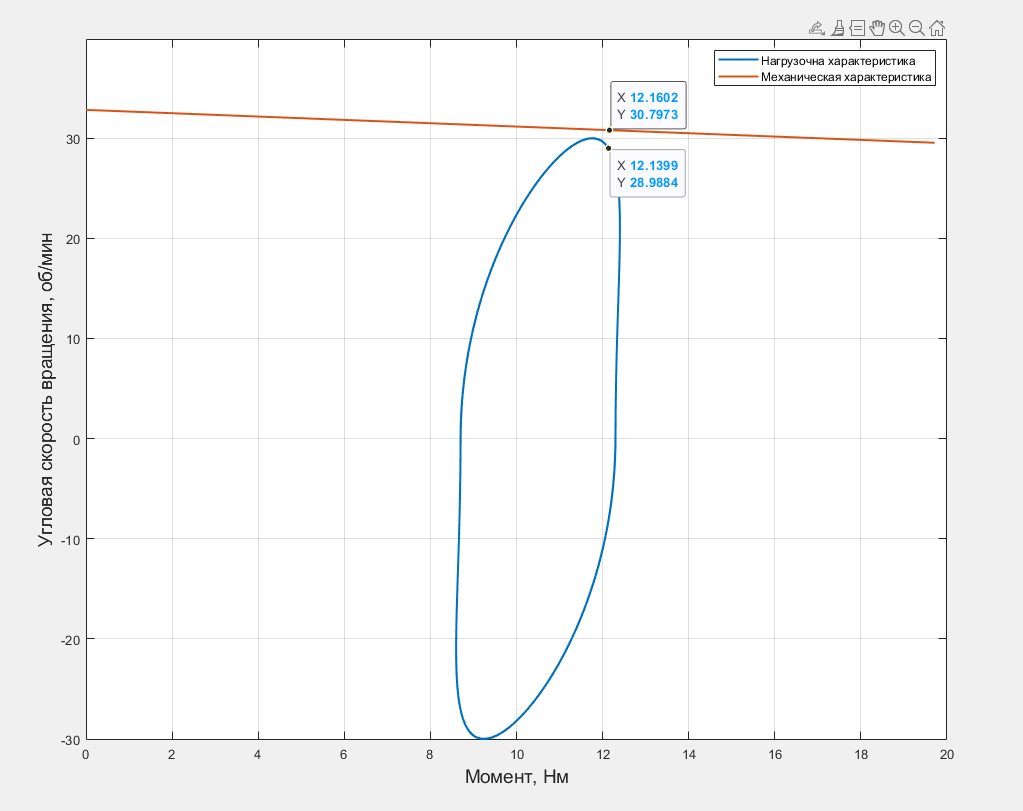 Нагрузочна характеристика
Механическая характеристика
X 12.1602
Y 30.7973
X 12.1399
Y 28.9884
30
20
10
0
-10
-20
-30
Угловая скорость вращения, об/мин
0 2 4 6 8 10 12 14 16 18 20
Момент, Нм